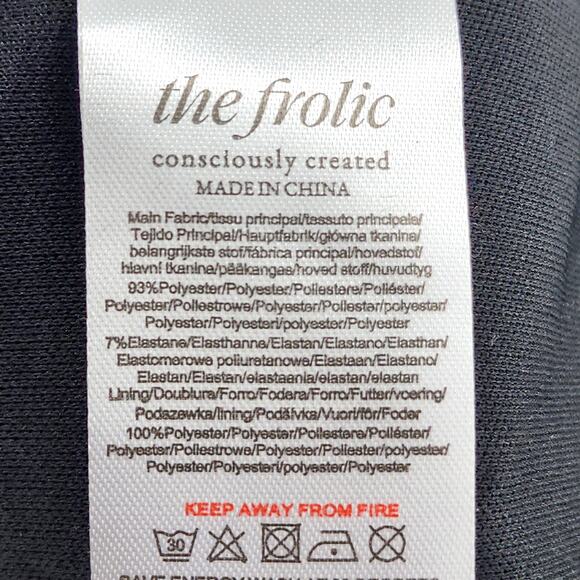 the frolic
consciously created
MADE IN CHINA
Main Fabric/tissu principal/tessuto principale/
Tejido Principal/Hauptfabrik/główna tkanina/
belangrijkste stof/fábrica principal/hovedstof/
hlavní tkanina/pääkangas/hoved stoff/huvudtyg
93%Polyester/Polyester/Poliestere/Poliéster/
Polyester/Poliestrowe/Polyester/Poliester/polyester/
Polyester/Polyesteri/polyester/Polyester
7%Elastane/Elasthanne/Elastan/Elastano/Elasthan/
Elastomerowe poliuretanowe/Elastaan/Elastano/
Elastan/Elastan/elastaania/elastan/elastan
Lining/Doublure/Forro/Fodera/Forro/Futter/voering/
Podszewka/lining/Podšívka/Vuori/fôr/Foder
100%Polyester/Polyester/Poliestere/Poliéster/
Polyester/Poliestrowe/Polyester/Poliester/polyester/
Polyester/Polyesteri/polyester/Polyester
KEEP AWAY FROM FIRE
30